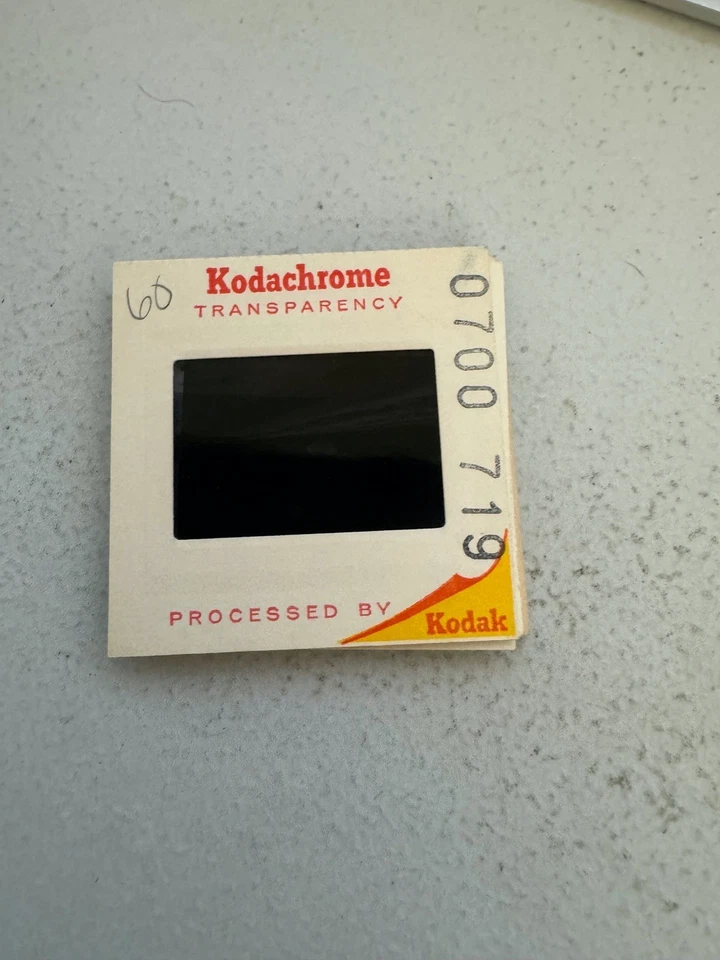 60
Kodachrome
TRANSPARENCY
0700 719
PROCESSED BY
Kodak